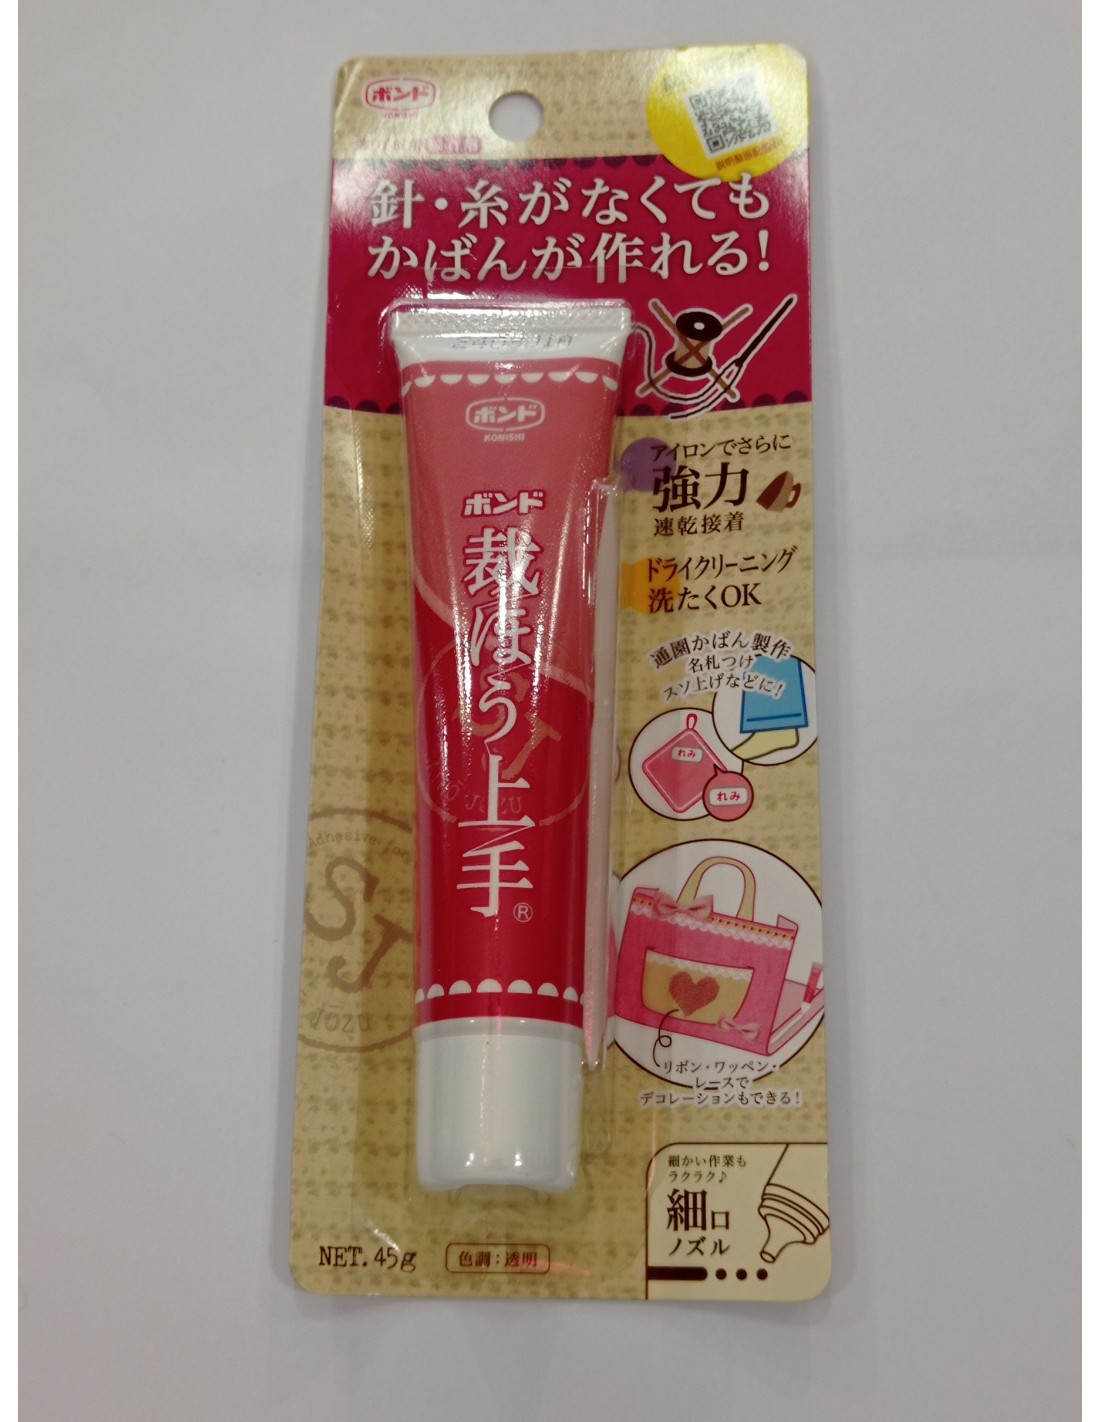 ボンド
KONISHI
針・糸がなくても
かばんが作れる!
ボンド
KONISHI
ボンド
裁ほう上手®
JOZU
アイロンでさらに
強力
速乾接着
ドライクリーニング
洗たくOK
通園かばん製作
名札つけ
スソ上げなどに!
れみ
れみ
Adhesive for
SJ
JOZU
リボン・ワッペン・
レースで
デコレーションもできる!
細かい作業も
ラクラク♪
細口
ノズル
NET. 45g
色調:透明